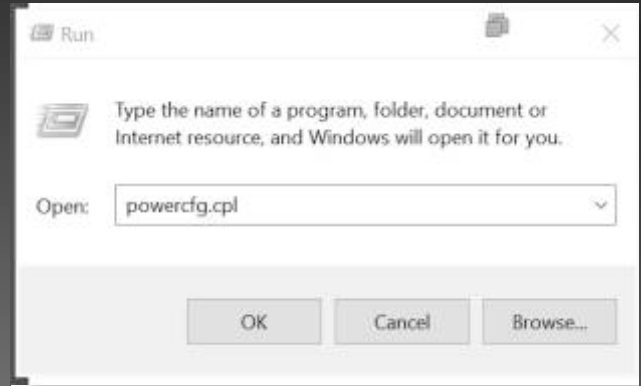 Run
Type the name of a program, folder, document or
Internet resource, and Windows will open it for you.
Open: powercfg.cpl
OK Cancel Browse...